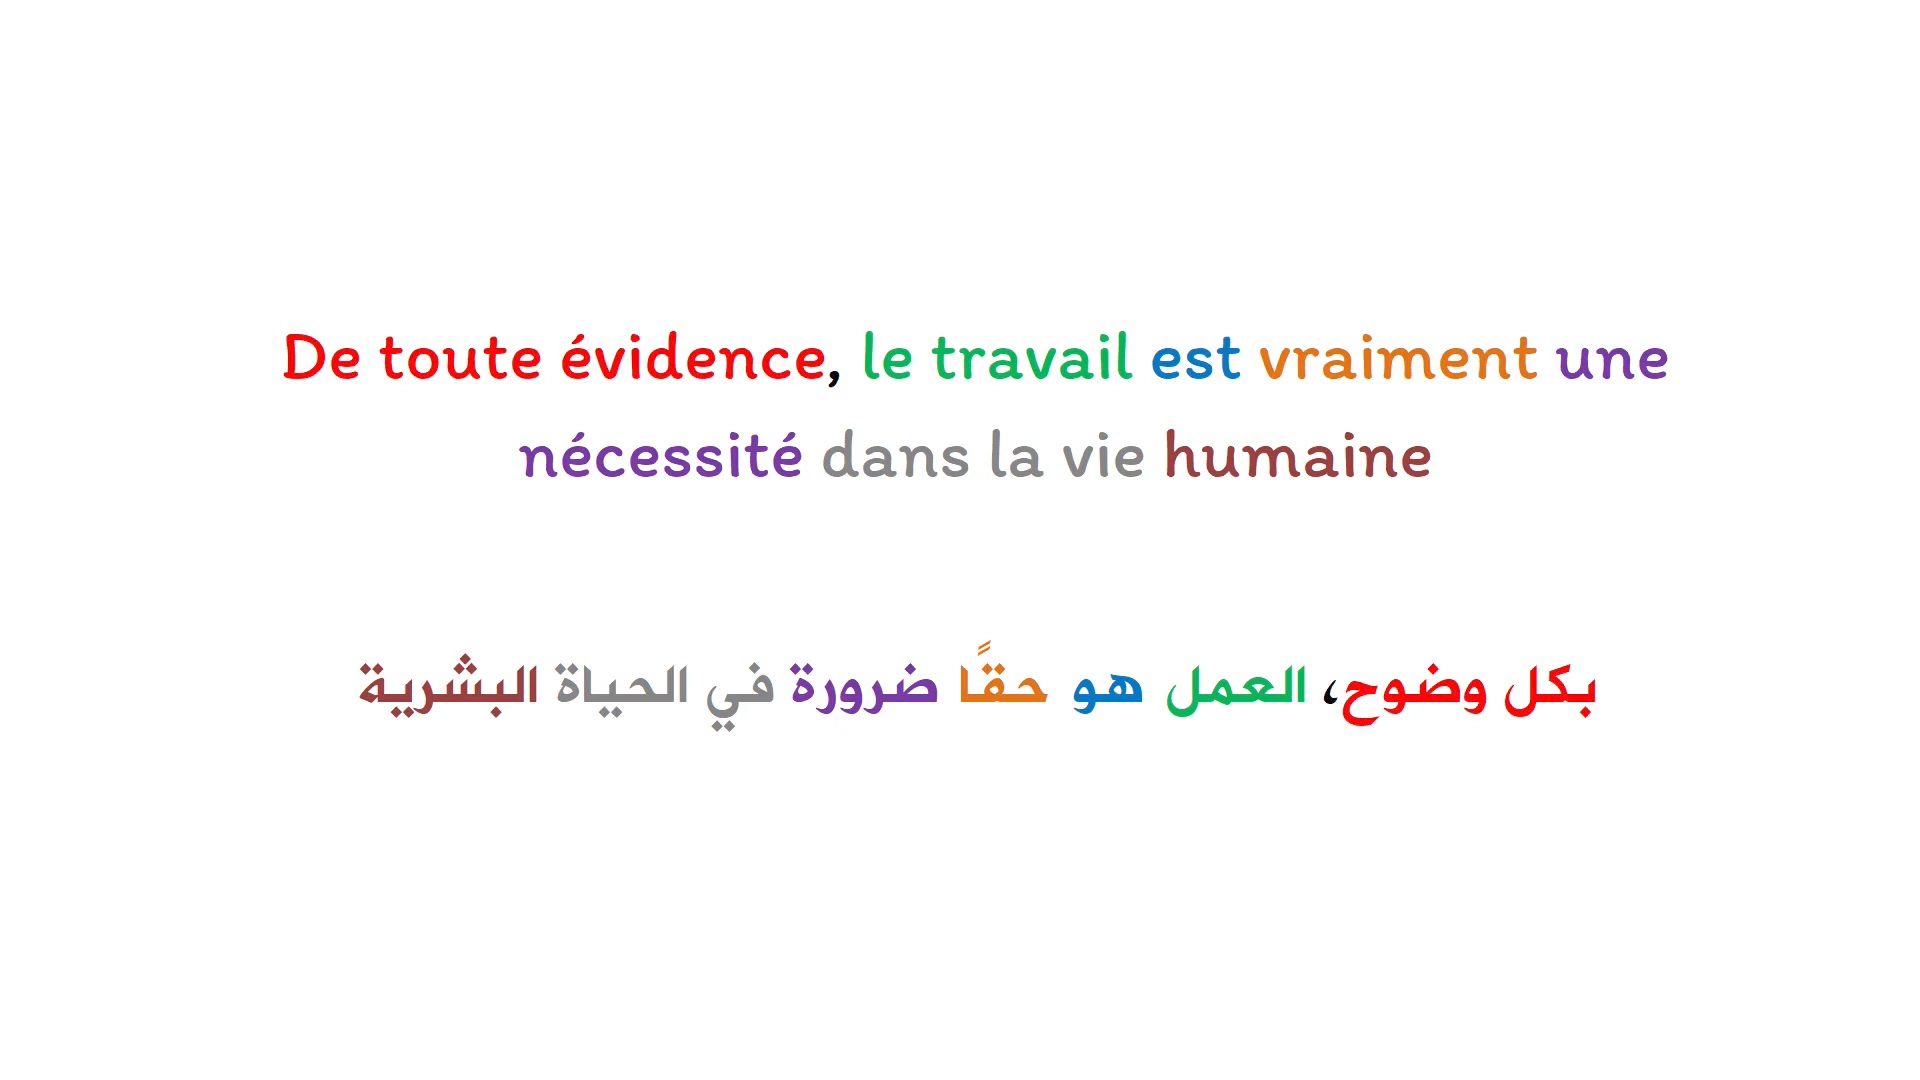 De toute évidence, le travail est vraiment une
nécessité dans la vie humaine
بكل وضوح، العمل هو حقًا ضرورة في الحياة البشرية